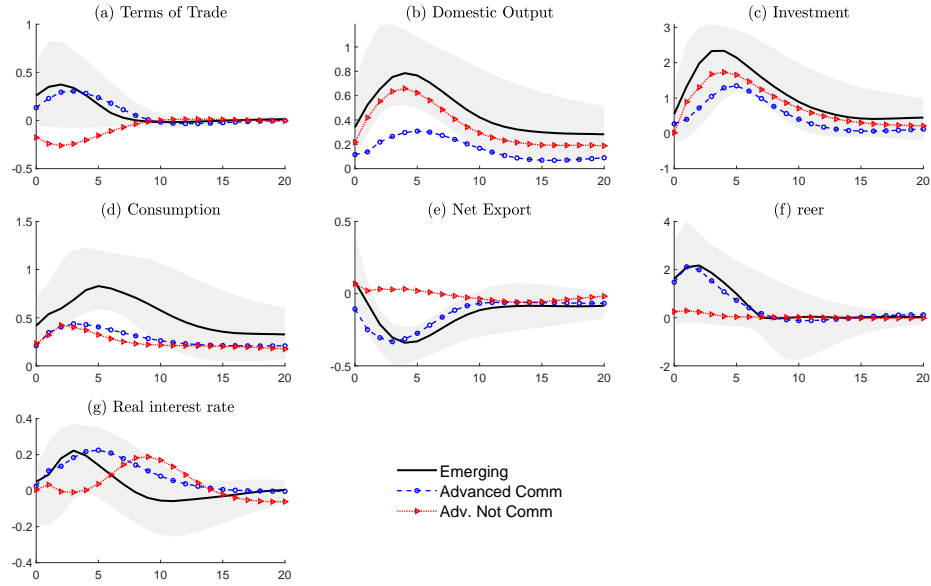 (a) Terms of Trade
1
0.5
0
-0.5
0 5 10 15 20
(b) Domestic Output
1
0.8
0.6
0.4
0.2
0
0 5 10 15 20
(c) Investment
3
2
1
0
-1
0 5 10 15 20
(d) Consumption
1.5
1
0.5
0
0 5 10 15 20
(e) Net Export
0.5
0
-0.5
0 5 10 15 20
(f) reer
4
2
0
-2
0 5 10 15 20
(g) Real interest rate
0.4
0.2
0
-0.2
-0.4
0 5 10 15 20
Emerging
Advanced Comm
Adv. Not Comm